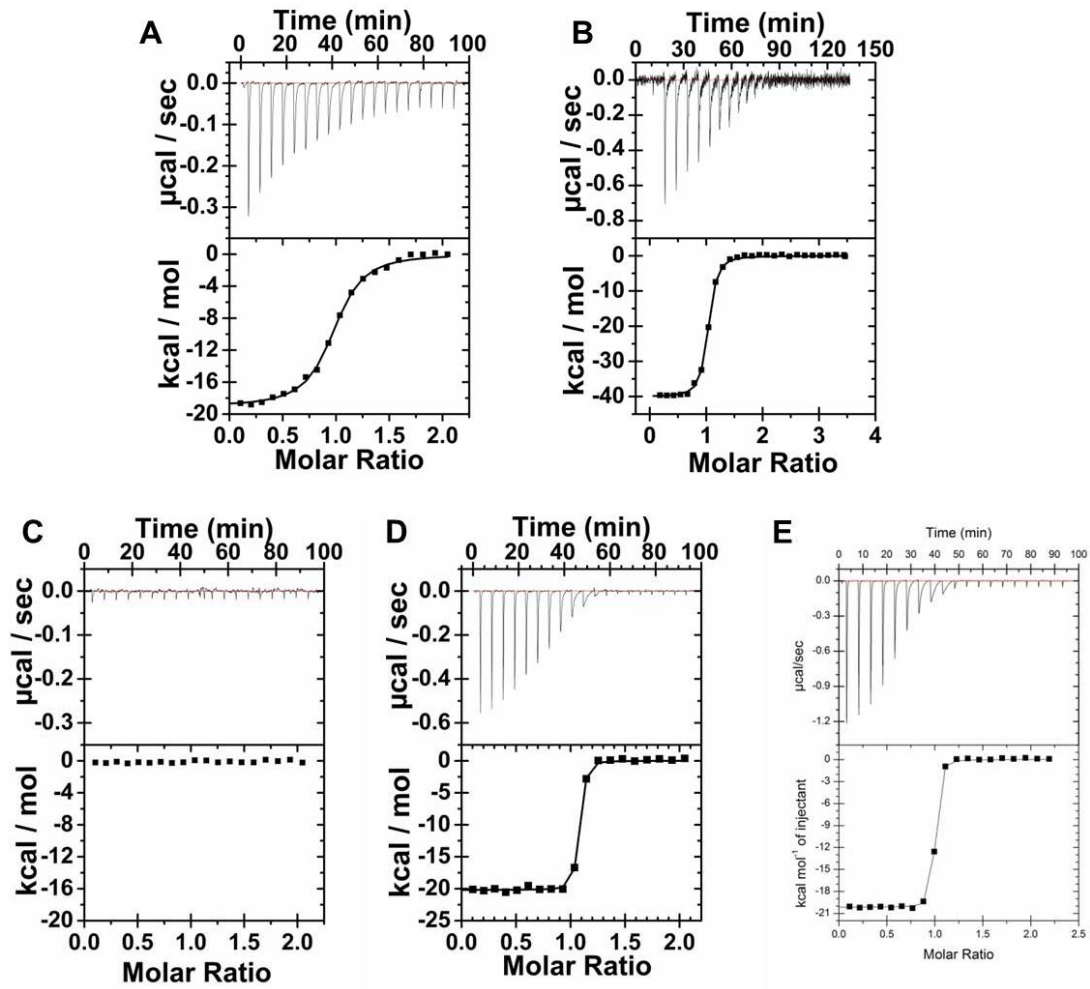 A
Time (min)
0 20 40 60 80 100
0.0
-0.1
-0.2
-0.3
µcal / sec
0
-4
-8
-12
-16
-20
kcal / mol
0.0 0.5 1.0 1.5 2.0
Molar Ratio
B
Time (min)
0 30 60 90 120 150
0.0
-0.2
-0.4
-0.6
-0.8
µcal / sec
0
-10
-20
-30
-40
kcal / mol
0 1 2 3 4
Molar Ratio
C
Time (min)
0 20 40 60 80 100
0.0
-0.1
-0.2
-0.3
µcal / sec
0
-4
-8
-12
-16
-20
kcal / mol
0.0 0.5 1.0 1.5 2.0
Molar Ratio
D
Time (min)
0 20 40 60 80 100
0.0
-0.2
-0.4
-0.6
µcal / sec
0
-5
-10
-15
-20
-25
kcal / mol
0.0 0.5 1.0 1.5 2.0
Molar Ratio
E
Time (min)
0 10 20 30 40 50 60 70 80 90 100
0.0
-0.3
-0.6
-0.9
-1.2
µcal/sec
0
-3
-6
-9
-12
-15
-18
-21
kcal mol⁻¹ of injectant
0.0 0.5 1.0 1.5 2.0 2.5
Molar Ratio